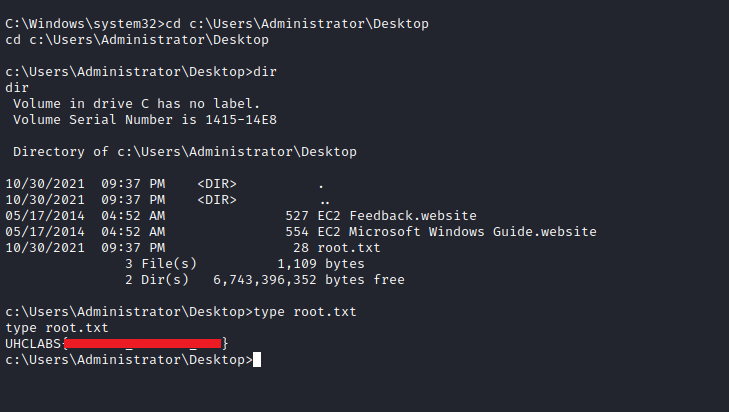 C:\Windows\system32>cd c:\Users\Administrator\Desktop
cd c:\Users\Administrator\Desktop
c:\Users\Administrator\Desktop>dir
dir
Volume in drive C has no label.
Volume Serial Number is 1415-14E8
Directory of c:\Users\Administrator\Desktop
10/30/2021  09:37 PM    <DIR>          .
10/30/2021  09:37 PM    <DIR>          ..
05/17/2014  04:52 AM               527 EC2 Feedback.website
05/17/2014  04:52 AM               554 EC2 Microsoft Windows Guide.website
10/30/2021  09:37 PM                28 root.txt
3 File(s)          1,109 bytes
2 Dir(s)   6,743,396,352 bytes free
c:\Users\Administrator\Desktop>type root.txt
type root.txt
UHCLABS{ }
c:\Users\Administrator\Desktop>